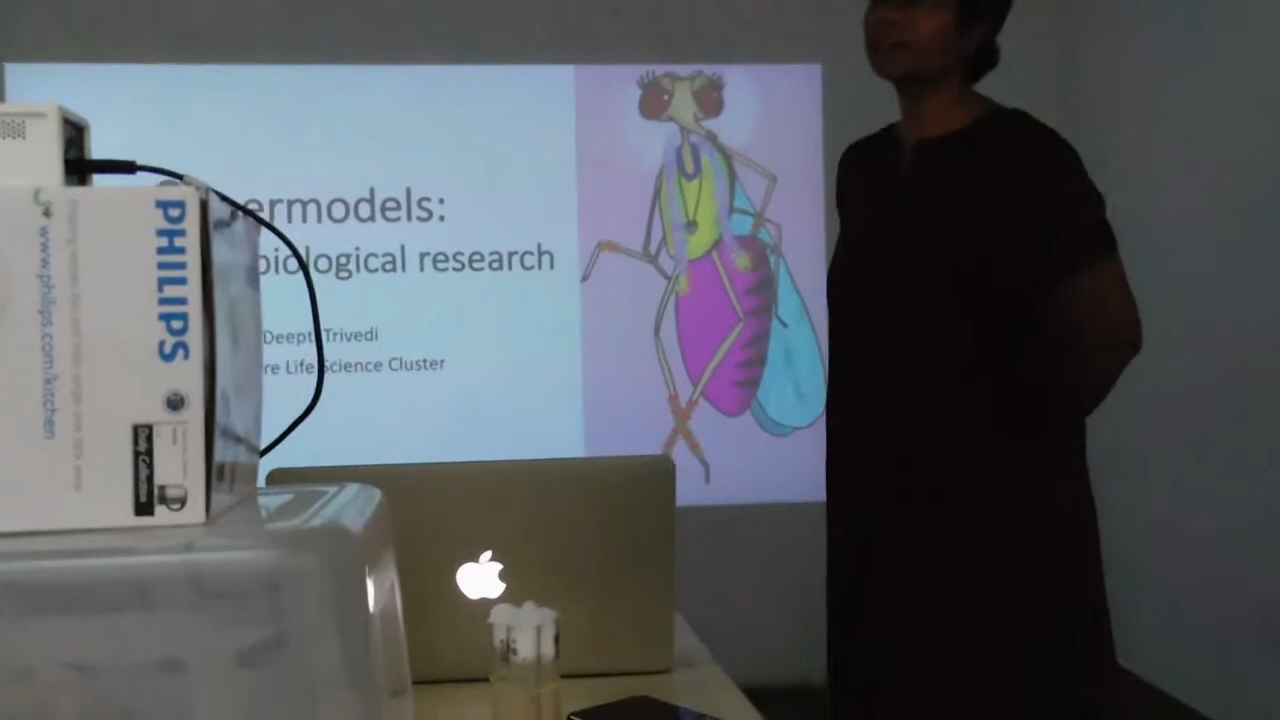 ermodels:
biological research
Deepti Trivedi
re Life Science Cluster
PHILIPS
www.philips.com/kitchen
Daily Collection